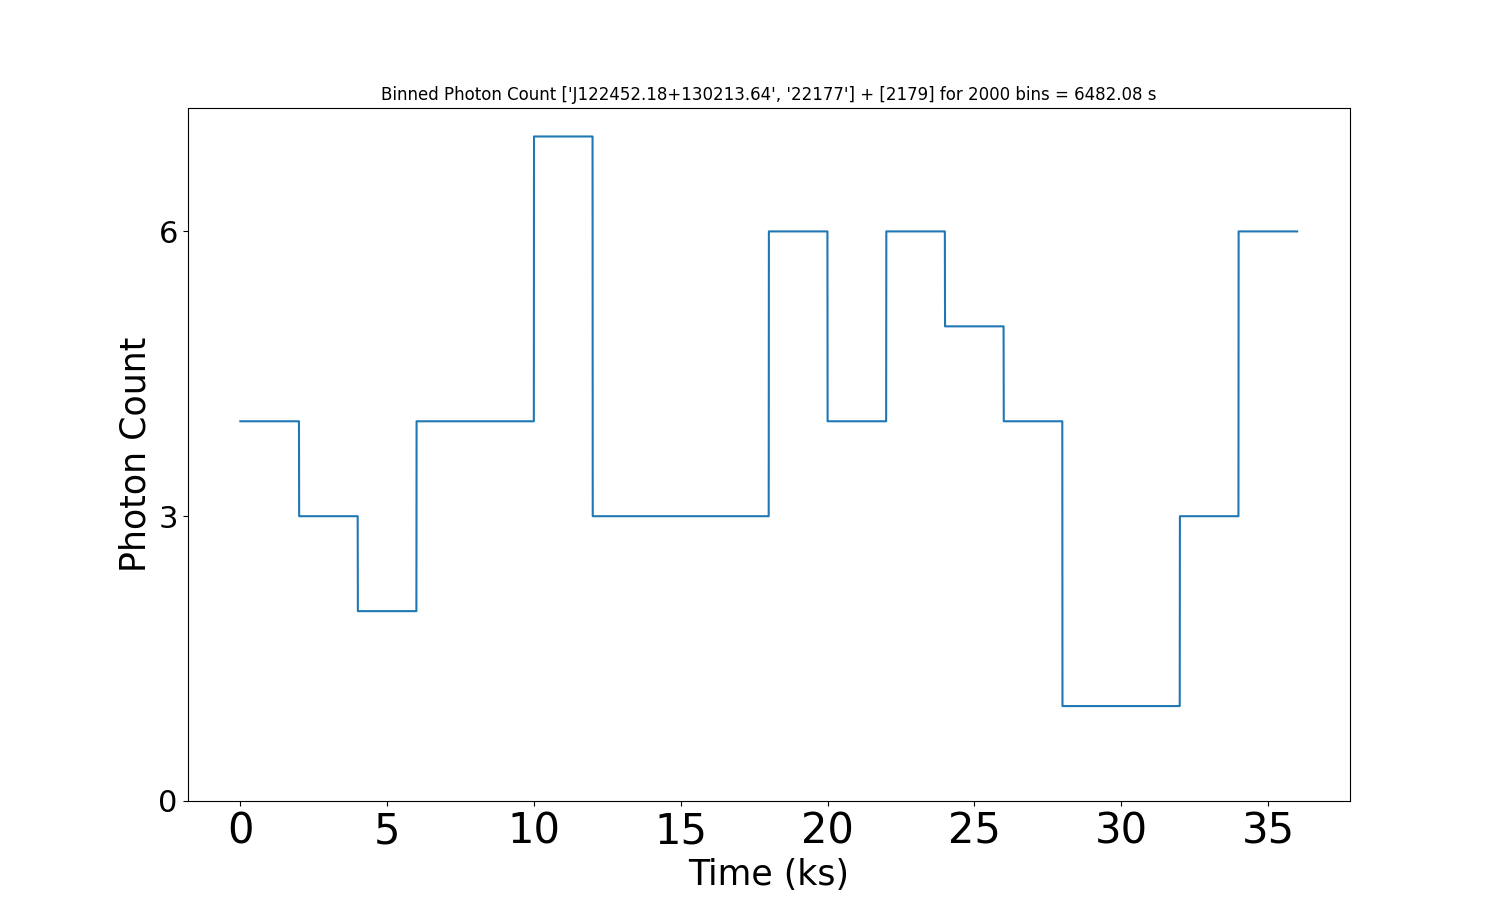 Binned Photon Count ['J122452.18+130213.64', '22177'] + [2179] for 2000 bins = 6482.08 s
6
3
0
Photon Count
0 5 10 15 20 25 30 35
Time (ks)